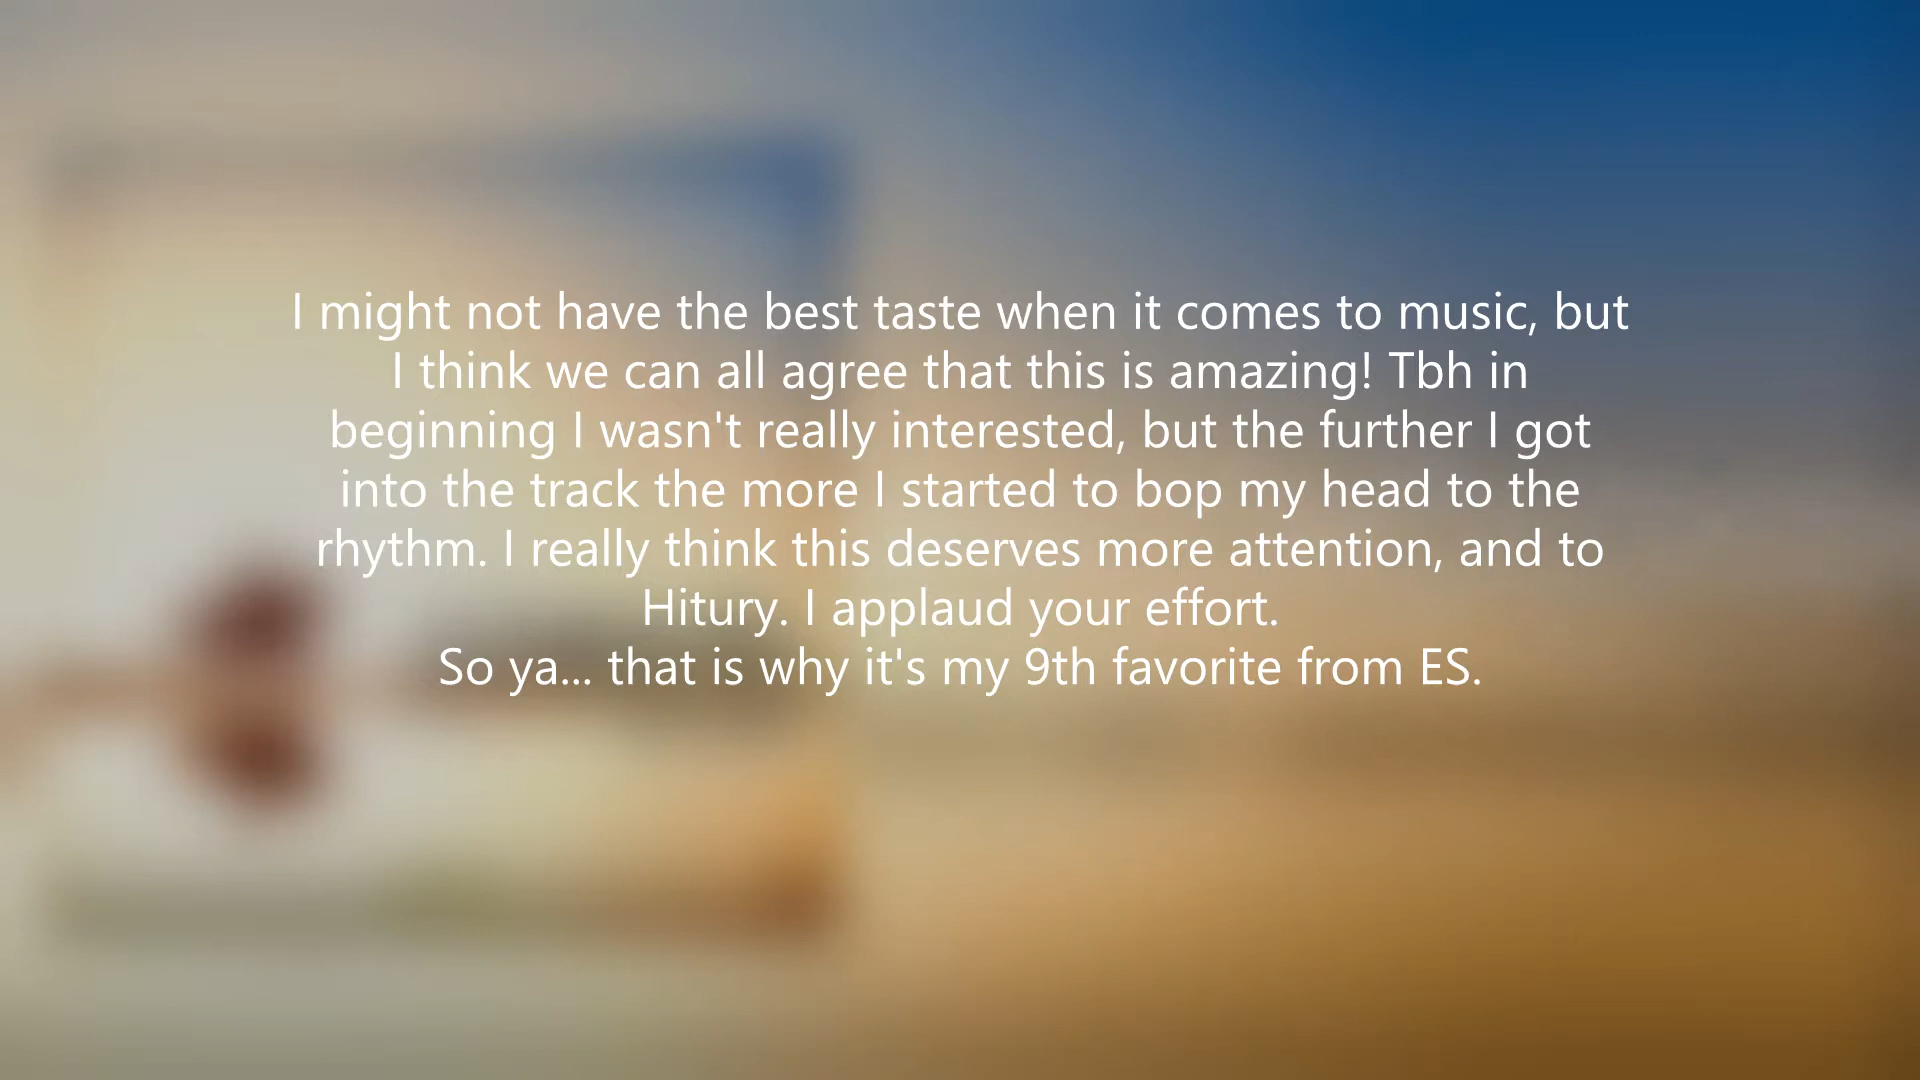 I might not have the best taste when it comes to music, but
I think we can all agree that this is amazing! Tbh in
beginning I wasn't really interested, but the further I got
into the track the more I started to bop my head to the
rhythm. I really think this deserves more attention, and to
Hitury. I applaud your effort.
So ya... that is why it's my 9th favorite from ES.